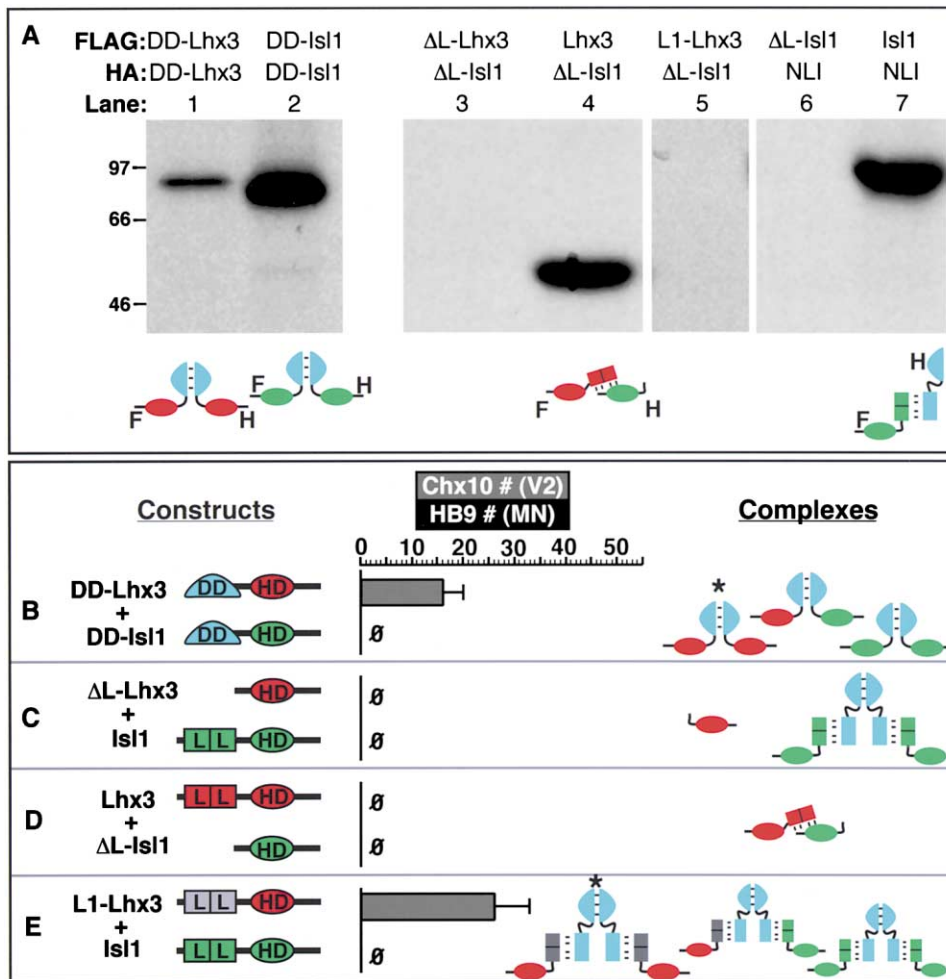 A
FLAG: DD-Lhx3 DD-Isl1 ΔL-Lhx3 Lhx3 L1-Lhx3 ΔL-Isl1 Isl1
HA: DD-Lhx3 DD-Isl1 ΔL-Isl1 ΔL-Isl1 ΔL-Isl1 NLI NLI
Lane: 1 2 3 4 5 6 7
97
66
46
F H F H F H F H
Constructs
Chx10 # (V2)
HB9 # (MN)
Complexes
0 10 20 30 40 50
B
DD-Lhx3
+
DD-Isl1
DD HD
DD HD
Ø
*
C
ΔL-Lhx3
+
Isl1
HD
L L HD
Ø
Ø
D
Lhx3
+
ΔL-Isl1
L L HD
HD
Ø
Ø
E
L1-Lhx3
+
Isl1
L L HD
L L HD
Ø
*